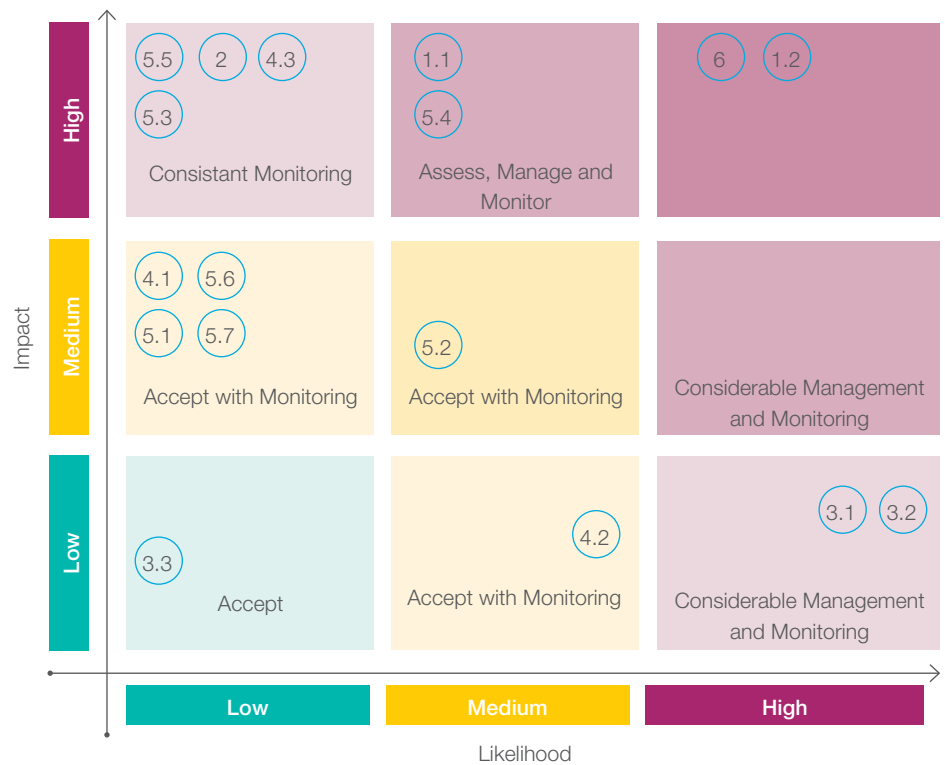 High
5.5 2 4.3
5.3
Consistant Monitoring
1.1
5.4
Assess, Manage and
Monitor
6 1.2
Impact
Medium
4.1 5.6
5.1 5.7
Accept with Monitoring
5.2
Accept with Monitoring
Considerable Management
and Monitoring
Low
3.3
Accept
4.2
Accept with Monitoring
3.1 3.2
Considerable Management
and Monitoring
Low
Medium
High
Likelihood